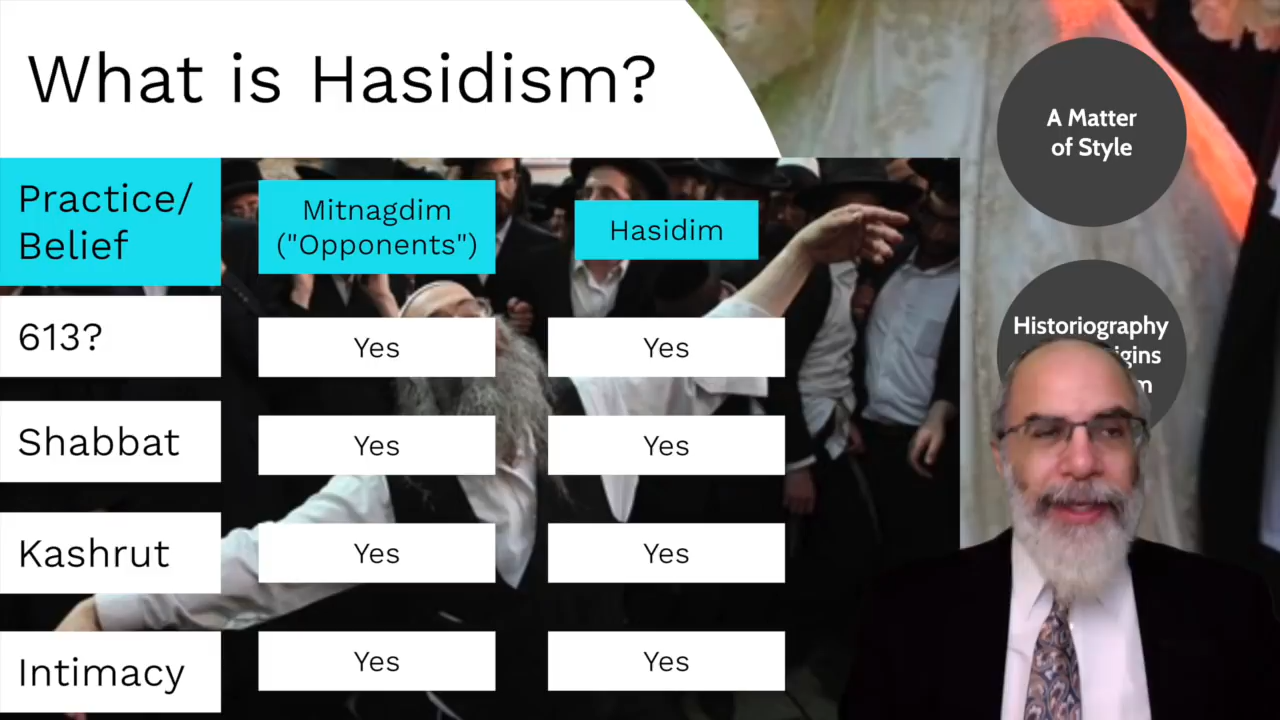 What is Hasidism?
A Matter
of Style
Practice/
Belief
Mitnagdim
("Opponents")
Hasidim
Historiography
613?
Yes
Yes
Shabbat
Yes
Yes
Kashrut
Yes
Yes
Intimacy
Yes
Yes